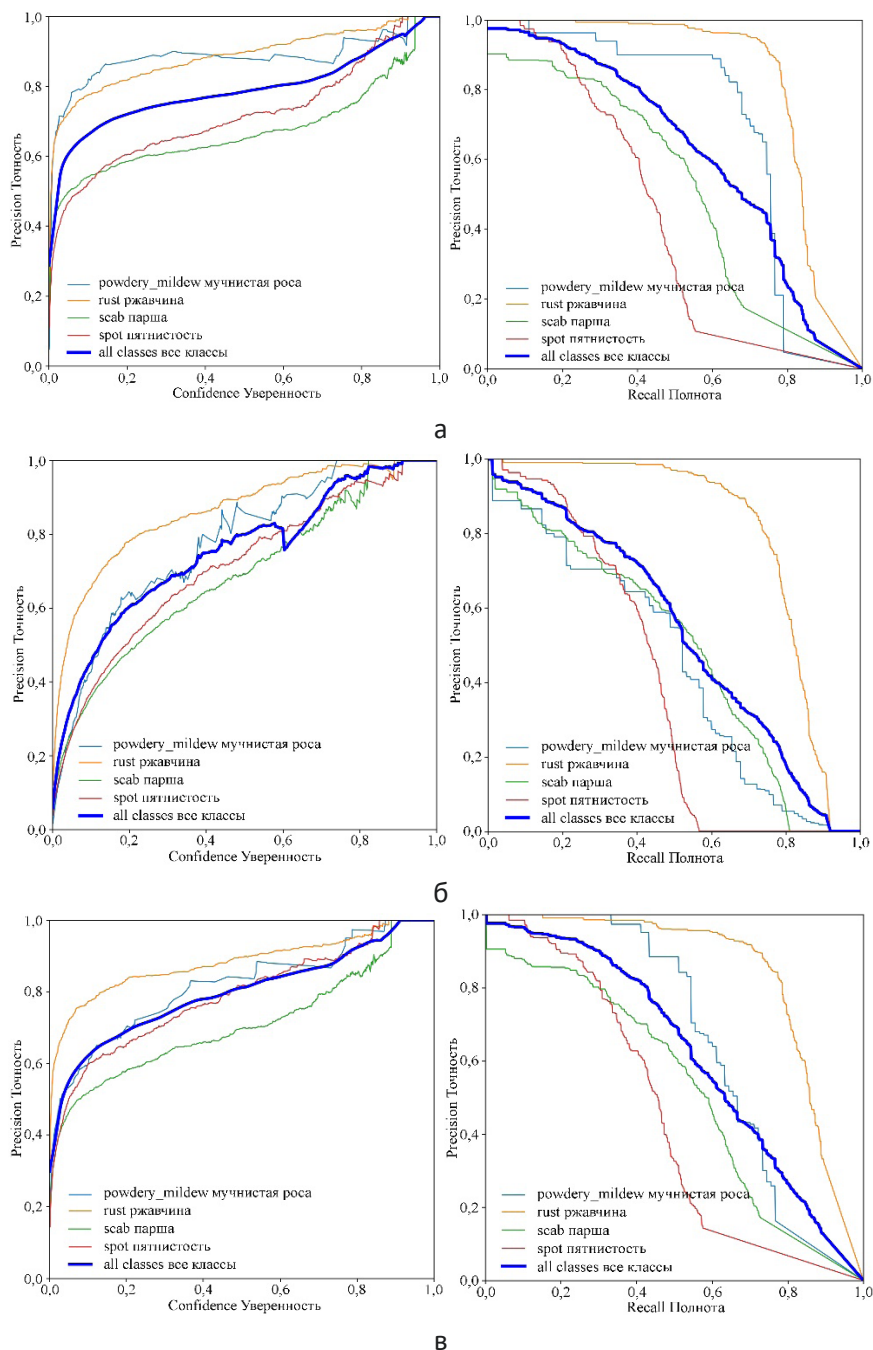 1,0
0,8
0,6
0,4
0,2
0,0
Precision Точность
powdery_mildew мучнистая роса
rust ржавчина
scab парша
spot пятнистость
all classes все классы
0,0 0,2 0,4 0,6 0,8 1,0
Confidence Уверенность
1,0
0,8
0,6
0,4
0,2
0,0
Precision Точность
powdery_mildew мучнистая роса
rust ржавчина
scab парша
spot пятнистость
all classes все классы
0,0 0,2 0,4 0,6 0,8 1,0
Recall Полнота
а
1,0
0,8
0,6
0,4
0,2
0,0
Precision Точность
powdery_mildew мучнистая роса
rust ржавчина
scab парша
spot пятнистость
all classes все классы
0,0 0,2 0,4 0,6 0,8 1,0
Confidence Уверенность
1,0
0,8
0,6
0,4
0,2
0,0
Precision Точность
powdery_mildew мучнистая роса
rust ржавчина
scab парша
spot пятнистость
all classes все классы
0,0 0,2 0,4 0,6 0,8 1,0
Recall Полнота
б
1,0
0,8
0,6
0,4
0,2
0,0
Precision Точность
powdery_mildew мучнистая роса
rust ржавчина
scab парша
spot пятнистость
all classes все классы
0,0 0,2 0,4 0,6 0,8 1,0
Confidence Уверенность
1,0
0,8
0,6
0,4
0,2
0,0
Precision Точность
powdery_mildew мучнистая роса
rust ржавчина
scab парша
spot пятнистость
all classes все классы
0,0 0,2 0,4 0,6 0,8 1,0
Recall Полнота
в